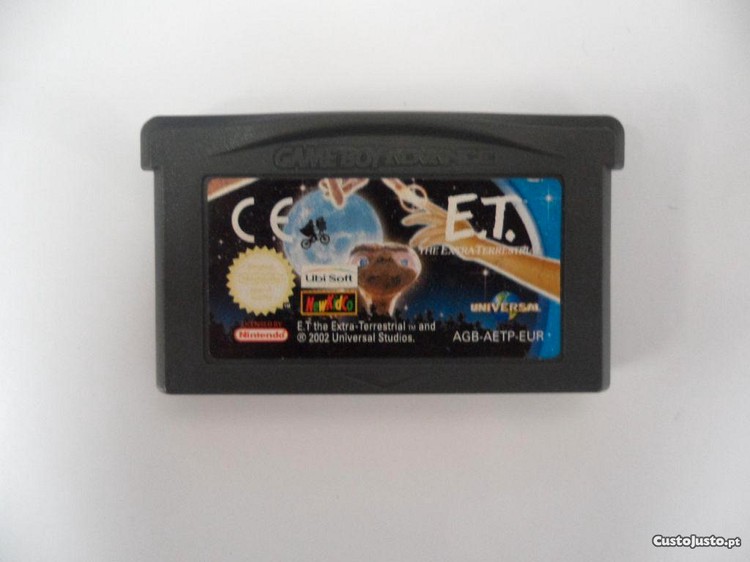 GAME BOY ADVANCE
CE
E.T.
THE EXTRA-TERRESTRIAL
Ubi Soft
NewKidCo
UNIVERSAL
Nintendo
E.T the Extra-Terrestrial TM and
® 2002 Universal Studios.
AGB-AETP-EUR
CustoJusto.pt